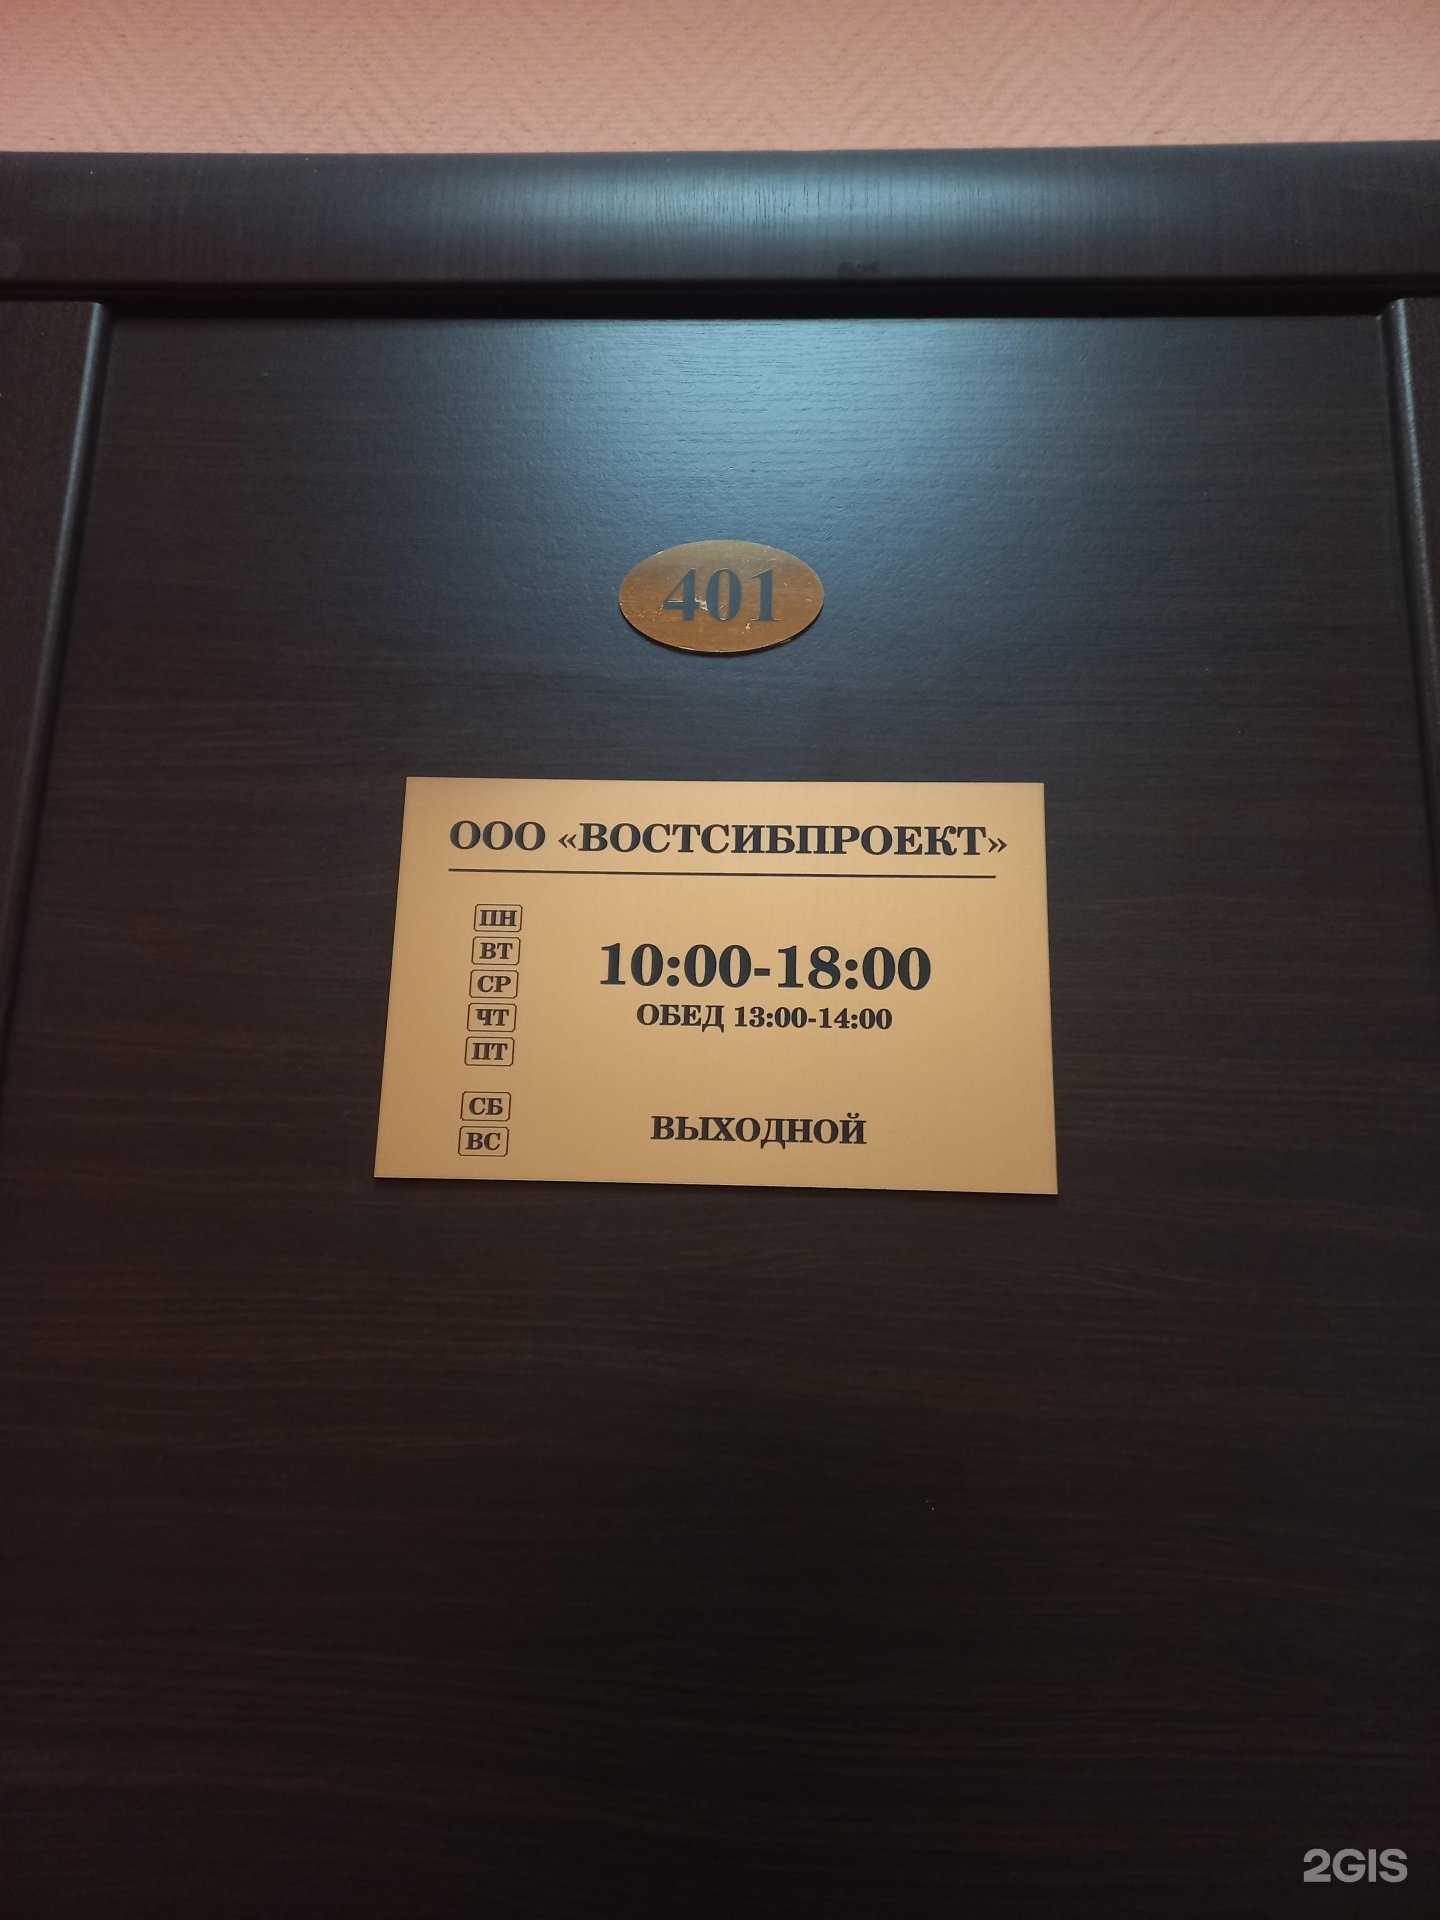 401
ООО «ВОСТСИБПРОЕКТ»
ПН
ВТ
СР
ЧТ
ПТ
10:00-18:00
ОБЕД 13:00-14:00
СБ
ВС
ВЫХОДНОЙ
2GIS